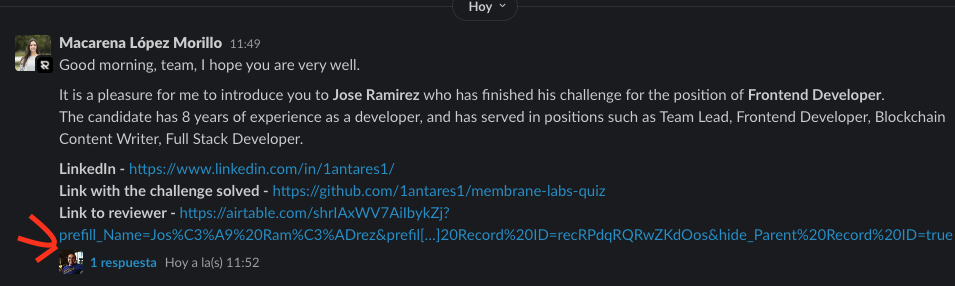 Hoy
Macarena López Morillo 11:49
Good morning, team, I hope you are very well.
It is a pleasure for me to introduce you to Jose Ramirez who has finished his challenge for the position of Frontend Developer.
The candidate has 8 years of experience as a developer, and has served in positions such as Team Lead, Frontend Developer, Blockchain
Content Writer, Full Stack Developer.
LinkedIn - https://www.linkedin.com/in/1antares1/
Link with the challenge solved - https://github.com/1antares1/membrane-labs-quiz
Link to reviewer - https://airtable.com/shrIAxWV7AiIbykZj?
prefill_Name=Jos%C3%A9%20Ram%C3%ADrez&prefil[...]20Record%20ID=recRPdqRQRwZKdOos&hide_Parent%20Record%20ID=true
1 respuesta Hoy a la(s) 11:52